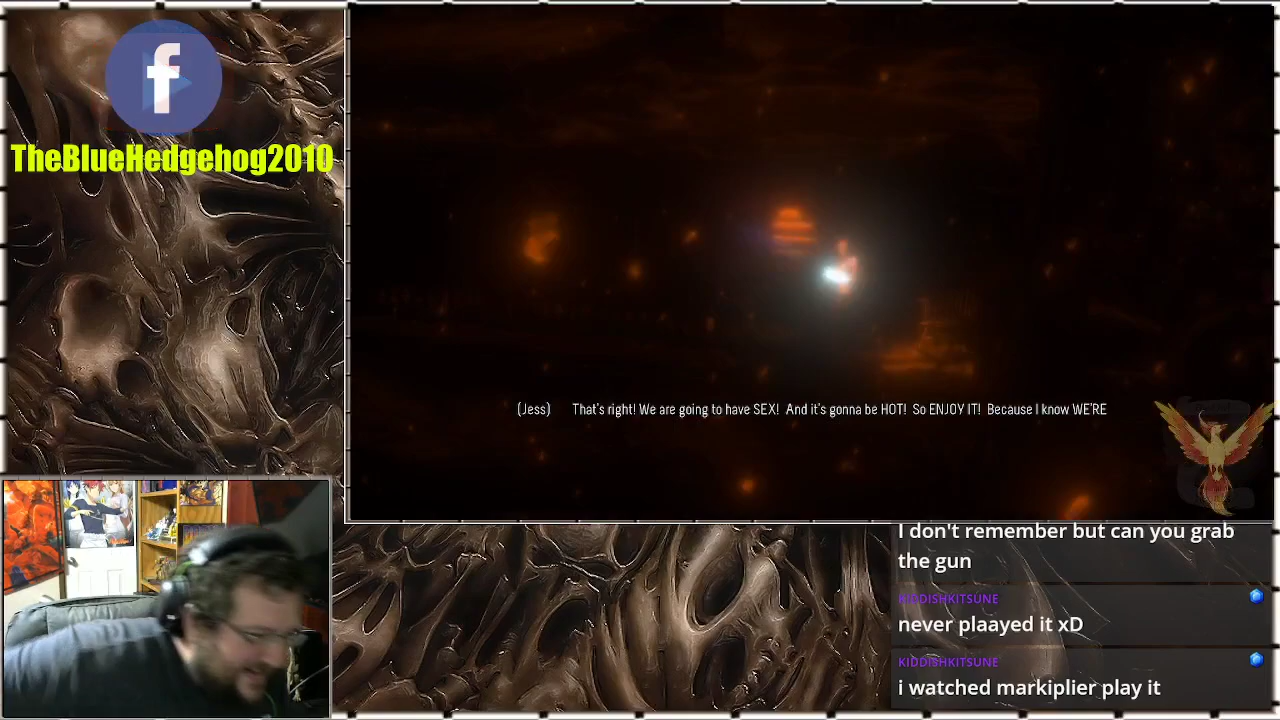 f
TheBlueHedgehog2010
(Jess) That's right! We are going to have SEX! And it's gonna be HOT! So ENJOY IT! Because I know WE'RE
I don't remember but can you grab
the gun
KIDDISHKITSUNE
never plaayed it xD
KIDDISHKITSUNE
i watched markiplier play it